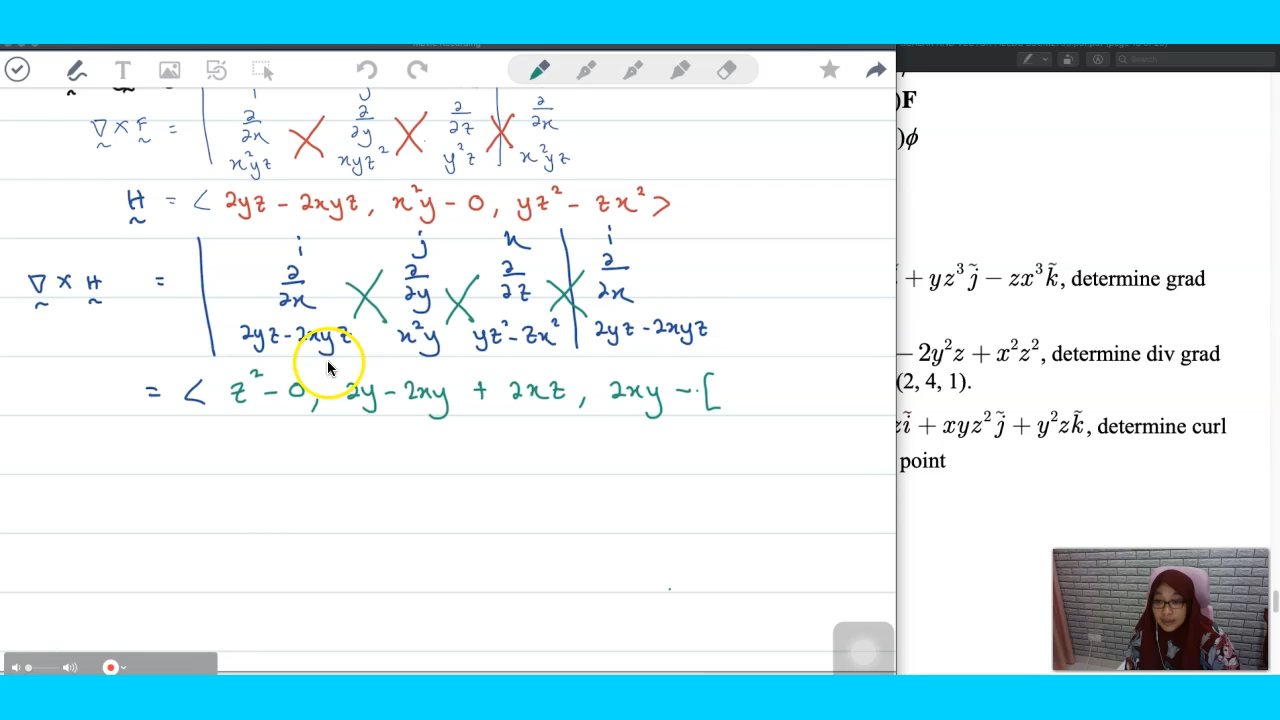 Search
i j
∇ × F = | ∂/∂x ∂/∂y ∂/∂z | ∂/∂x
x²yz xyz² y²z x²yz
H = < 2yz - 2xyz, x²y - 0, yz² - zx² >
i j k i
∇ × H = | ∂/∂x ∂/∂y ∂/∂z | ∂/∂x
2yz-2xyz x²y yz²-zx² 2yz-2xyz
= < z² - 0, 2y - 2xy + 2xz, 2xy - [
)F
)ϕ
+ yz³j̃ − zx³k̃, determine grad
− 2y²z + x²z², determine div grad
(2, 4, 1).
zĩ + xyz²j̃ + y²zk̃, determine curl
point